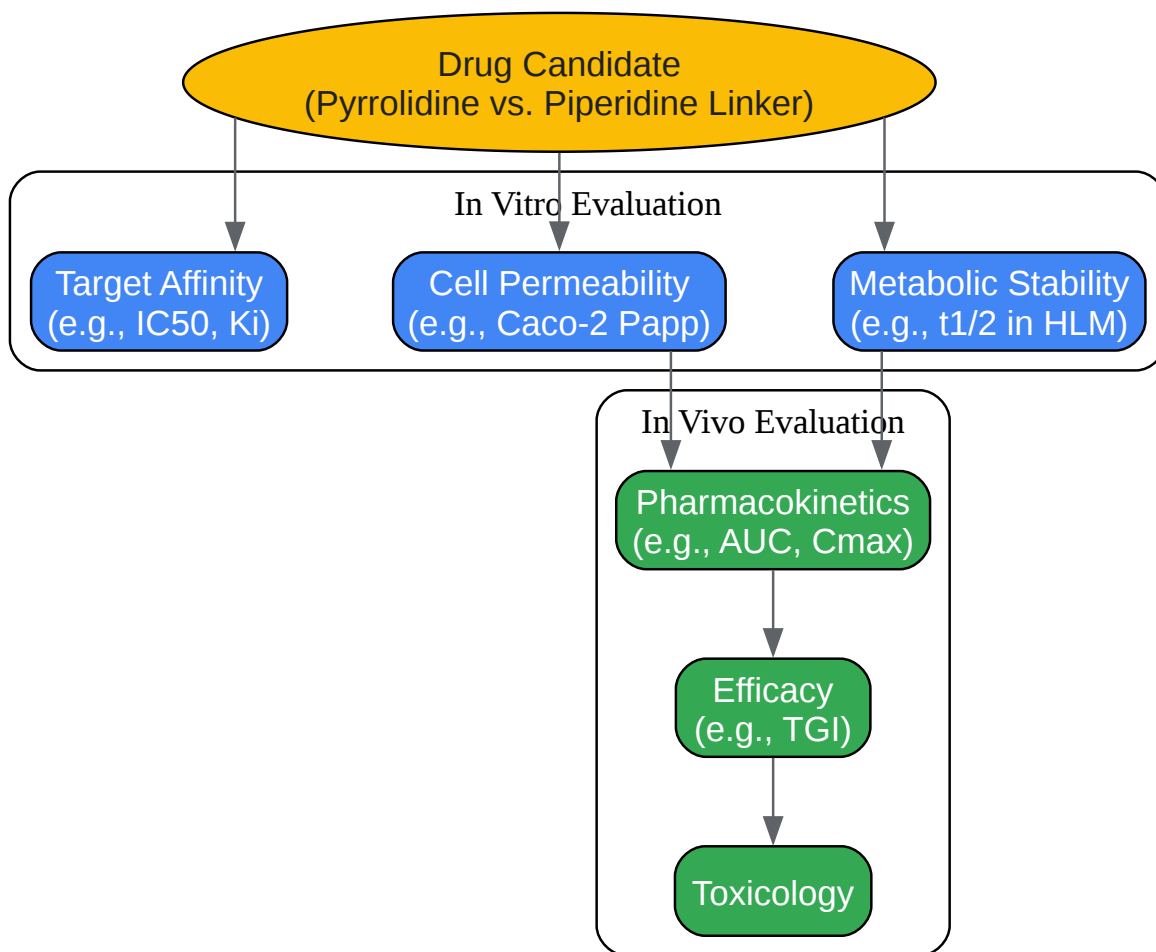 Drug Candidate
(Pyrrolidine vs. Piperidine Linker)
In Vitro Evaluation
Target Affinity
(e.g., IC50, Ki)
Cell Permeability
(e.g., Caco-2 Papp)
Metabolic Stability
(e.g., t1/2 in HLM)
In Vivo Evaluation
Pharmacokinetics
(e.g., AUC, Cmax)
Efficacy
(e.g., TGI)
Toxicology